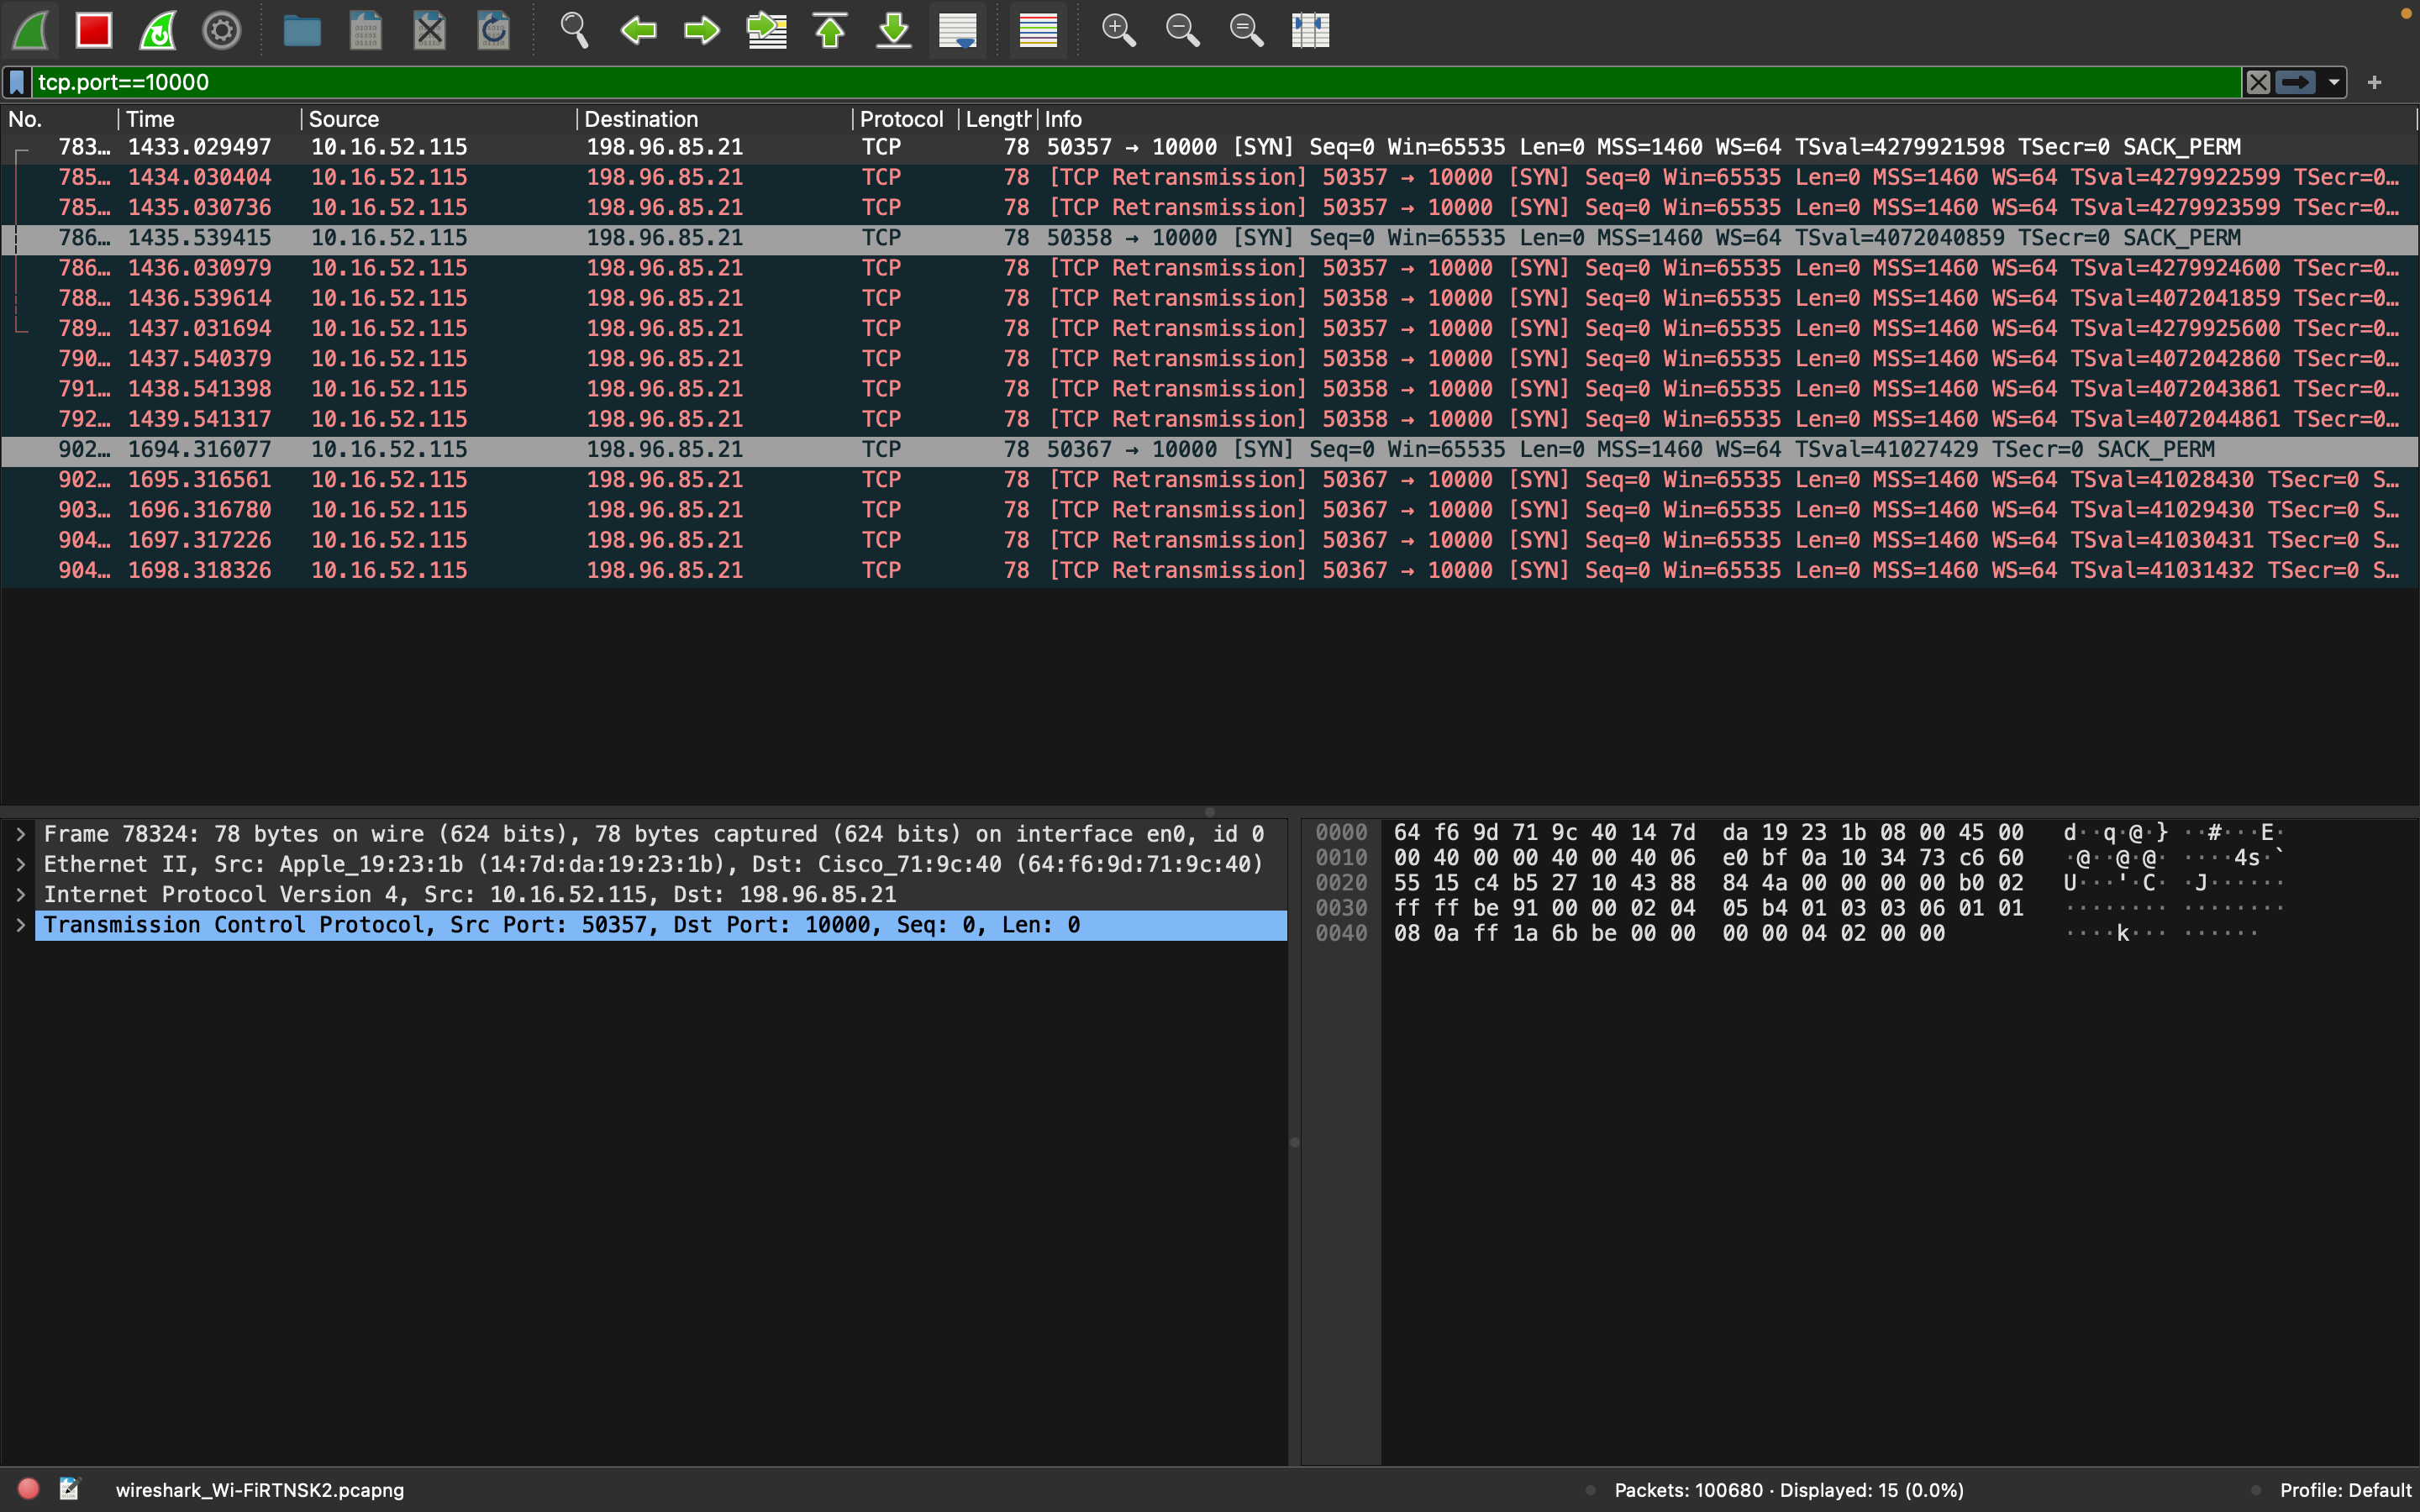 tcp.port==10000
No. Time Source Destination Protocol Length Info
783… 1433.029497 10.16.52.115 198.96.85.21 TCP 78 50357 → 10000 [SYN] Seq=0 Win=65535 Len=0 MSS=1460 WS=64 TSval=4279921598 TSecr=0 SACK_PERM
785… 1434.030404 10.16.52.115 198.96.85.21 TCP 78 [TCP Retransmission] 50357 → 10000 [SYN] Seq=0 Win=65535 Len=0 MSS=1460 WS=64 TSval=4279922599 TSecr=0…
785… 1435.030736 10.16.52.115 198.96.85.21 TCP 78 [TCP Retransmission] 50357 → 10000 [SYN] Seq=0 Win=65535 Len=0 MSS=1460 WS=64 TSval=4279923599 TSecr=0…
786… 1435.539415 10.16.52.115 198.96.85.21 TCP 78 50358 → 10000 [SYN] Seq=0 Win=65535 Len=0 MSS=1460 WS=64 TSval=4072040859 TSecr=0 SACK_PERM
786… 1436.030979 10.16.52.115 198.96.85.21 TCP 78 [TCP Retransmission] 50357 → 10000 [SYN] Seq=0 Win=65535 Len=0 MSS=1460 WS=64 TSval=4279924600 TSecr=0…
788… 1436.539614 10.16.52.115 198.96.85.21 TCP 78 [TCP Retransmission] 50358 → 10000 [SYN] Seq=0 Win=65535 Len=0 MSS=1460 WS=64 TSval=4072041859 TSecr=0…
789… 1437.031694 10.16.52.115 198.96.85.21 TCP 78 [TCP Retransmission] 50357 → 10000 [SYN] Seq=0 Win=65535 Len=0 MSS=1460 WS=64 TSval=4279925600 TSecr=0…
790… 1437.540379 10.16.52.115 198.96.85.21 TCP 78 [TCP Retransmission] 50358 → 10000 [SYN] Seq=0 Win=65535 Len=0 MSS=1460 WS=64 TSval=4072042860 TSecr=0…
791… 1438.541398 10.16.52.115 198.96.85.21 TCP 78 [TCP Retransmission] 50358 → 10000 [SYN] Seq=0 Win=65535 Len=0 MSS=1460 WS=64 TSval=4072043861 TSecr=0…
792… 1439.541317 10.16.52.115 198.96.85.21 TCP 78 [TCP Retransmission] 50358 → 10000 [SYN] Seq=0 Win=65535 Len=0 MSS=1460 WS=64 TSval=4072044861 TSecr=0…
902… 1694.316077 10.16.52.115 198.96.85.21 TCP 78 50367 → 10000 [SYN] Seq=0 Win=65535 Len=0 MSS=1460 WS=64 TSval=41027429 TSecr=0 SACK_PERM
902… 1695.316561 10.16.52.115 198.96.85.21 TCP 78 [TCP Retransmission] 50367 → 10000 [SYN] Seq=0 Win=65535 Len=0 MSS=1460 WS=64 TSval=41028430 TSecr=0 S…
903… 1696.316780 10.16.52.115 198.96.85.21 TCP 78 [TCP Retransmission] 50367 → 10000 [SYN] Seq=0 Win=65535 Len=0 MSS=1460 WS=64 TSval=41029430 TSecr=0 S…
904… 1697.317226 10.16.52.115 198.96.85.21 TCP 78 [TCP Retransmission] 50367 → 10000 [SYN] Seq=0 Win=65535 Len=0 MSS=1460 WS=64 TSval=41030431 TSecr=0 S…
904… 1698.318326 10.16.52.115 198.96.85.21 TCP 78 [TCP Retransmission] 50367 → 10000 [SYN] Seq=0 Win=65535 Len=0 MSS=1460 WS=64 TSval=41031432 TSecr=0 S…
Frame 78324: 78 bytes on wire (624 bits), 78 bytes captured (624 bits) on interface en0, id 0
Ethernet II, Src: Apple_19:23:1b (14:7d:da:19:23:1b), Dst: Cisco_71:9c:40 (64:f6:9d:71:9c:40)
Internet Protocol Version 4, Src: 10.16.52.115, Dst: 198.96.85.21
Transmission Control Protocol, Src Port: 50357, Dst Port: 10000, Seq: 0, Len: 0
0000 64 f6 9d 71 9c 40 14 7d da 19 23 1b 08 00 45 00 d··q·@·} ··#···E·
0010 00 40 00 00 40 00 40 06 e0 bf 0a 10 34 73 c6 60 ·@··@·@· ····4s·`
0020 55 15 c4 b5 27 10 43 88 84 4a 00 00 00 00 b0 02 U···'·C· ·J······
0030 ff ff be 91 00 00 02 04 05 b4 01 03 03 06 01 01 ········ ········
0040 08 0a ff 1a 6b be 00 00 00 00 04 02 00 00 ····k··· ······
wireshark_Wi-FiRTNSK2.pcapng
Packets: 100680 · Displayed: 15 (0.0%)
Profile: Default